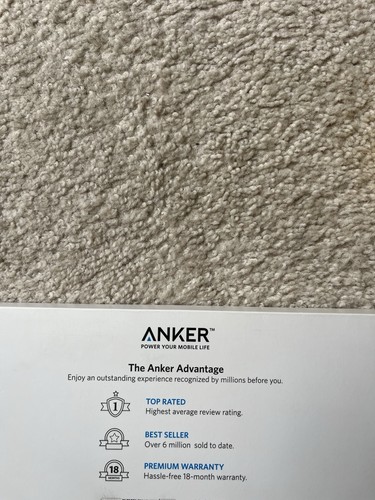 ANKER™
POWER YOUR MOBILE LIFE
The Anker Advantage
Enjoy an outstanding experience recognized by millions before you.
1
TOP RATED
Highest average review rating.
BEST SELLER
Over 6 million sold to date.
18
MONTHS
PREMIUM WARRANTY
Hassle-free 18-month warranty.